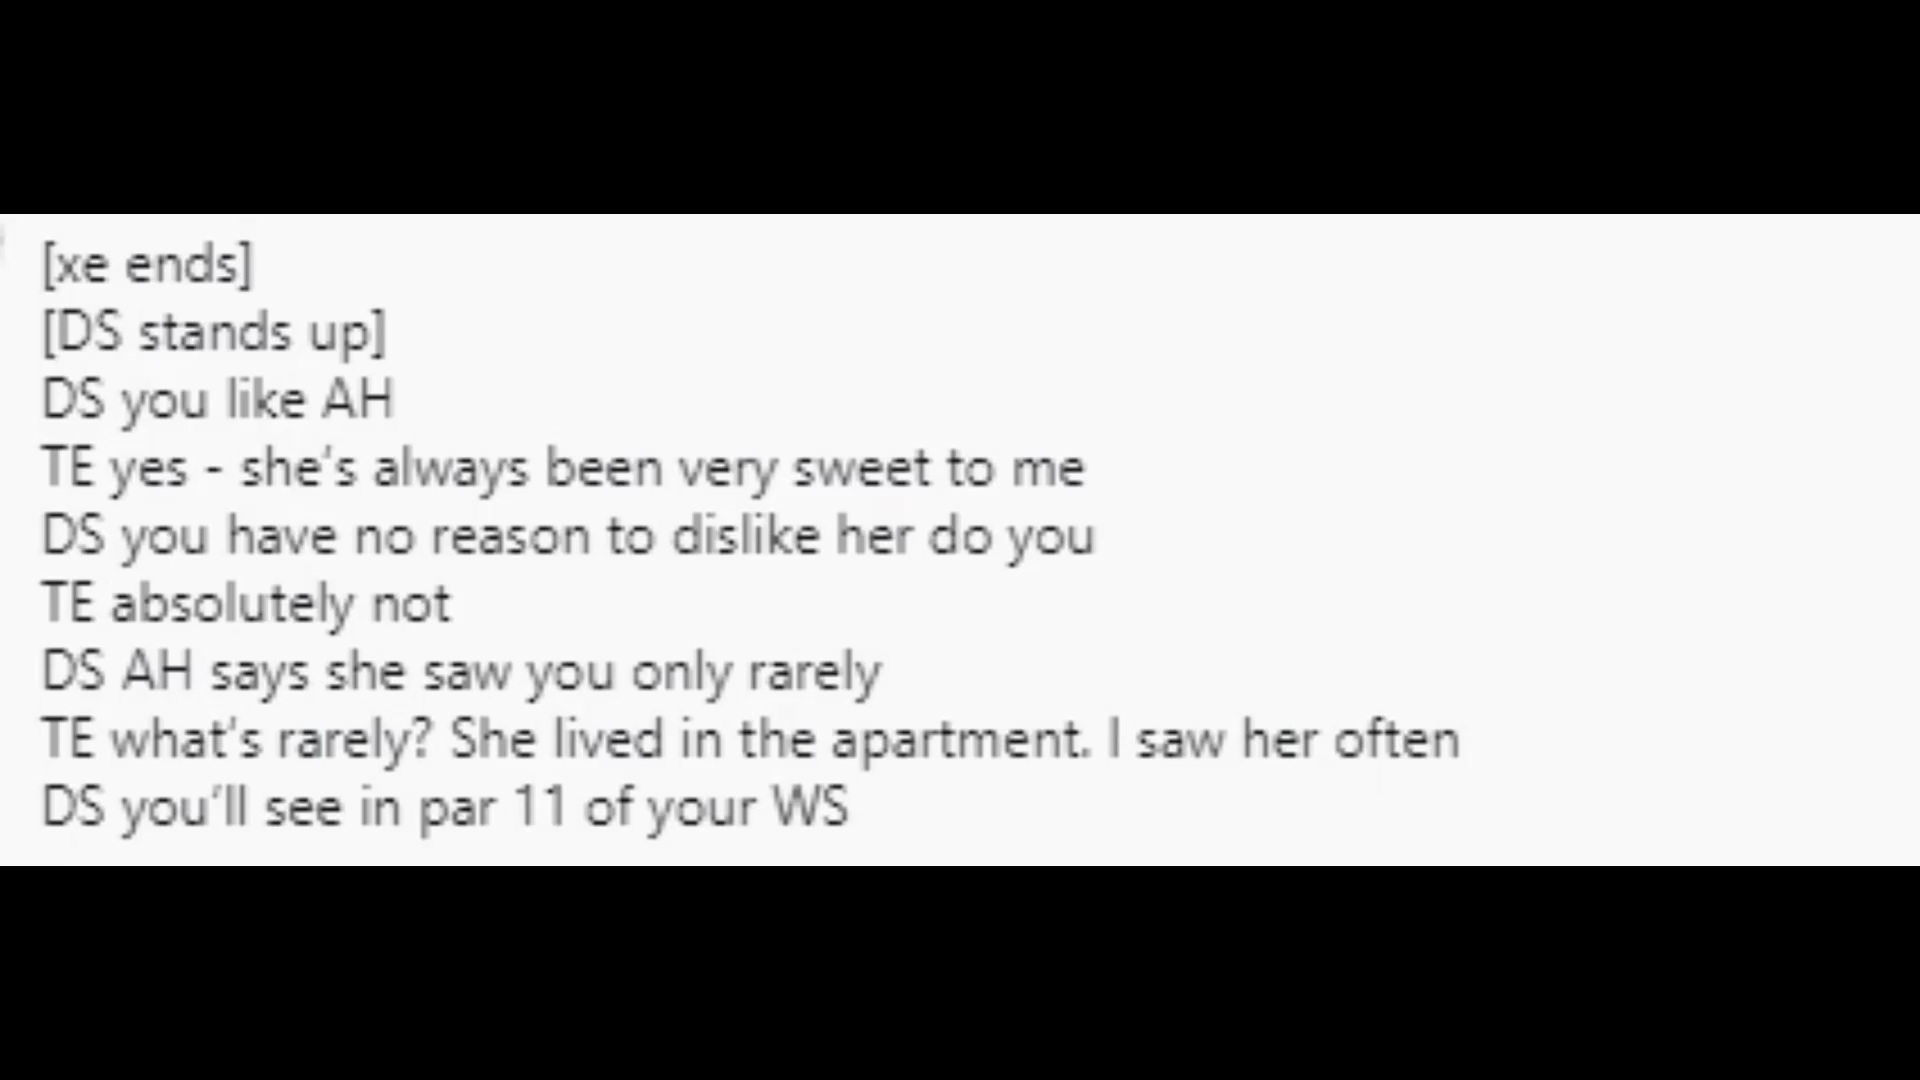 [xe ends]
[DS stands up]
DS you like AH
TE yes - she's always been very sweet to me
DS you have no reason to dislike her do you
TE absolutely not
DS AH says she saw you only rarely
TE what's rarely? She lived in the apartment. I saw her often
DS you'll see in par 11 of your WS